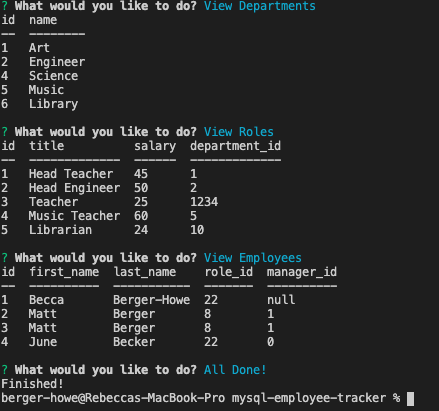 ? What would you like to do? View Departments
id  name
--  --------
1   Art
2   Engineer
4   Science
5   Music
6   Library
? What would you like to do? View Roles
id  title          salary  department_id
--  -------------  ------  -------------
1   Head Teacher   45      1
2   Head Engineer  50      2
3   Teacher        25      1234
4   Music Teacher  60      5
5   Librarian      24      10
? What would you like to do? View Employees
id  first_name  last_name    role_id  manager_id
--  ----------  -----------  -------  ----------
1   Becca       Berger-Howe  22       null
2   Matt        Berger       8        1
3   Matt        Berger       8        1
4   June        Becker       22       0
? What would you like to do? All Done!
Finished!
berger-howe@Rebeccas-MacBook-Pro mysql-employee-tracker %